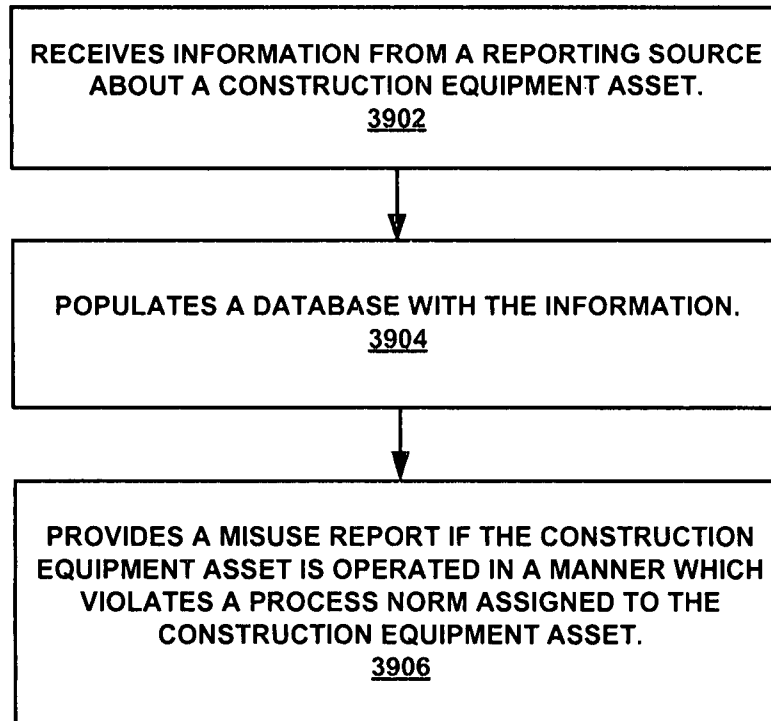 RECEIVES INFORMATION FROM A REPORTING SOURCE
ABOUT A CONSTRUCTION EQUIPMENT ASSET.
3902
POPULATES A DATABASE WITH THE INFORMATION.
3904
PROVIDES A MISUSE REPORT IF THE CONSTRUCTION
EQUIPMENT ASSET IS OPERATED IN A MANNER WHICH
VIOLATES A PROCESS NORM ASSIGNED TO THE
CONSTRUCTION EQUIPMENT ASSET.
3906